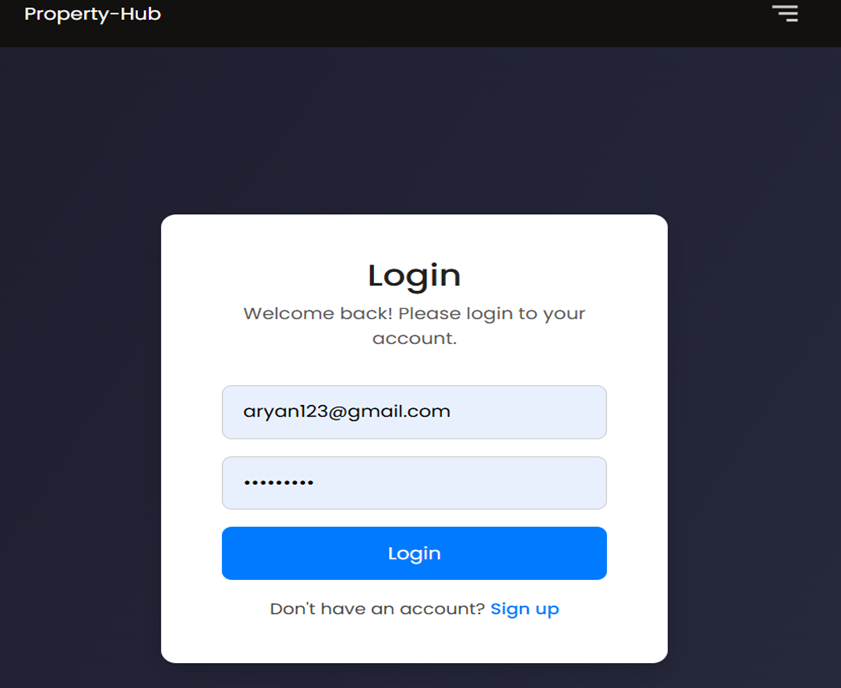 Property-Hub
Login
Welcome back! Please login to your
account.
aryan123@gmail.com
•••••••••
Login
Don't have an account? Sign up